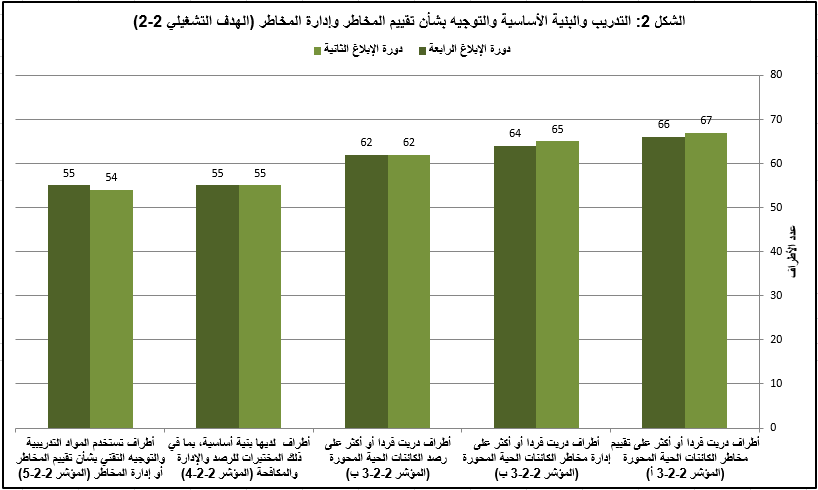 الشكل 2: التدريب والبنية الأساسية والتوجيه بشأن تقييم المخاطر وإدارة المخاطر (الهدف التشغيلي 2-2)
دورة الإبلاغ الرابعة
دورة الإبلاغ الثانية
80
70
60
50
40
30
20
10
0
عدد الأطراف
67
66
65
64
62
62
55
55
54
55
أطراف دربت فردا أو أكثر على تقييم
مخاطر الكائنات الحية المحورة
(المؤشر 2-2-3 أ)
أطراف دربت فردا أو أكثر على
إدارة مخاطر الكائنات الحية المحورة
(المؤشر 2-2-3 ب)
أطراف دربت فردا أو أكثر على
رصد الكائنات الحية المحورة
(المؤشر 2-2-3 ب)
أطراف لديها بنية أساسية، بما في
ذلك المختبرات للرصد والإدارة
والمكافحة (المؤشر 2-2-4)
أطراف تستخدم المواد التدريبية
والتوجيه التقني بشأن تقييم المخاطر
أو إدارة المخاطر (المؤشر 2-2-5)